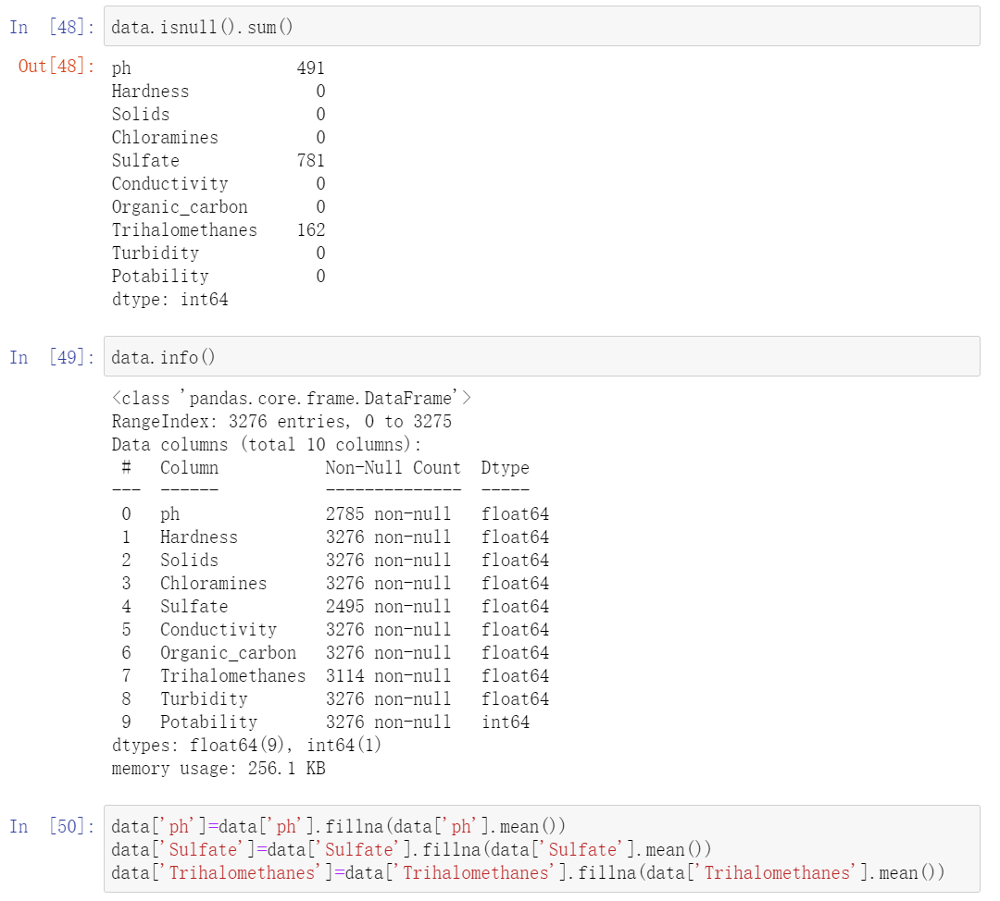 In [48]: data.isnull().sum()
Out[48]: ph                 491
Hardness             0
Solids               0
Chloramines          0
Sulfate            781
Conductivity         0
Organic_carbon       0
Trihalomethanes    162
Turbidity            0
Potability           0
dtype: int64
In [49]: data.info()
<class 'pandas.core.frame.DataFrame'>
RangeIndex: 3276 entries, 0 to 3275
Data columns (total 10 columns):
 #   Column           Non-Null Count  Dtype
---  ------           --------------  -----
 0   ph               2785 non-null   float64
 1   Hardness         3276 non-null   float64
 2   Solids           3276 non-null   float64
 3   Chloramines      3276 non-null   float64
 4   Sulfate          2495 non-null   float64
 5   Conductivity     3276 non-null   float64
 6   Organic_carbon   3276 non-null   float64
 7   Trihalomethanes  3114 non-null   float64
 8   Turbidity        3276 non-null   float64
 9   Potability       3276 non-null   int64
dtypes: float64(9), int64(1)
memory usage: 256.1 KB
In [50]: data['ph']=data['ph'].fillna(data['ph'].mean())
data['Sulfate']=data['Sulfate'].fillna(data['Sulfate'].mean())
data['Trihalomethanes']=data['Trihalomethanes'].fillna(data['Trihalomethanes'].mean())